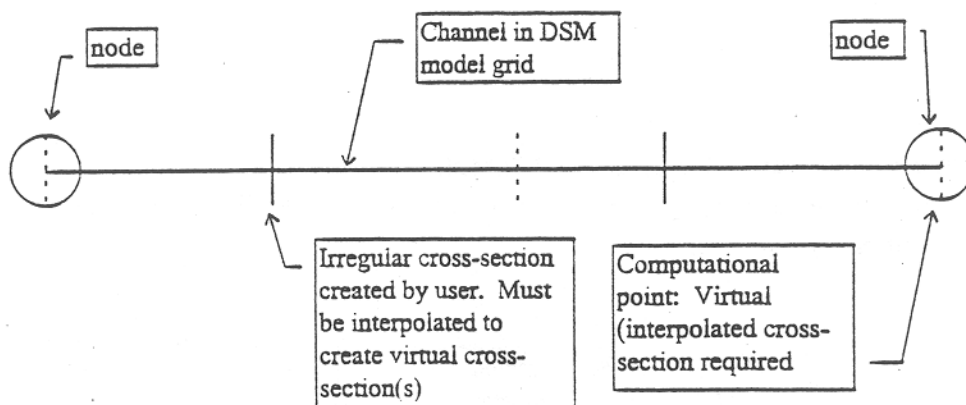 node
Channel in DSM
model grid
node
Irregular cross-section
created by user. Must
be interpolated to
create virtual cross-
section(s)
Computational
point: Virtual
(interpolated cross-
section required